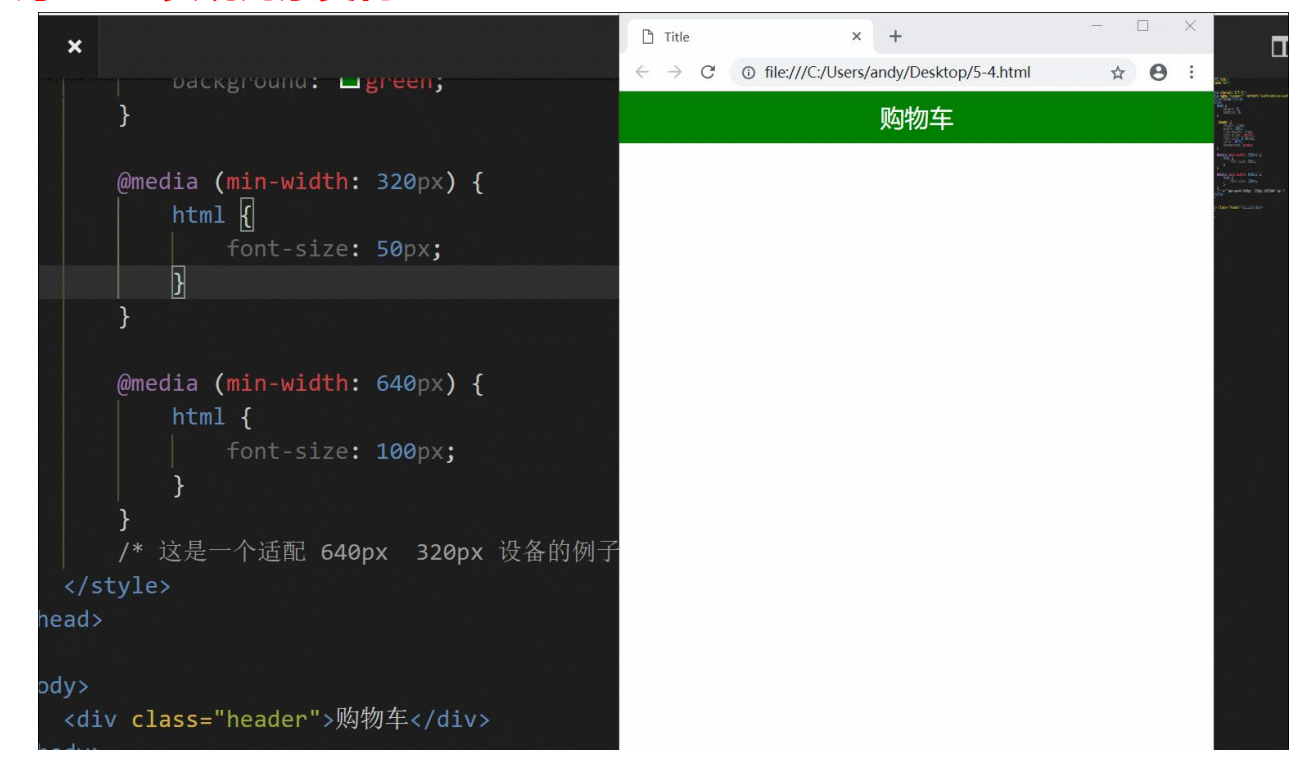 background: green;
}
@media (min-width: 320px) {
html {
font-size: 50px;
}
}
@media (min-width: 640px) {
html {
font-size: 100px;
}
}
/* 这是一个适配 640px 320px 设备的例子
</style>
head>
ody>
<div class="header">购物车</div>
Title
file:///C:/Users/andy/Desktop/5-4.html
购物车